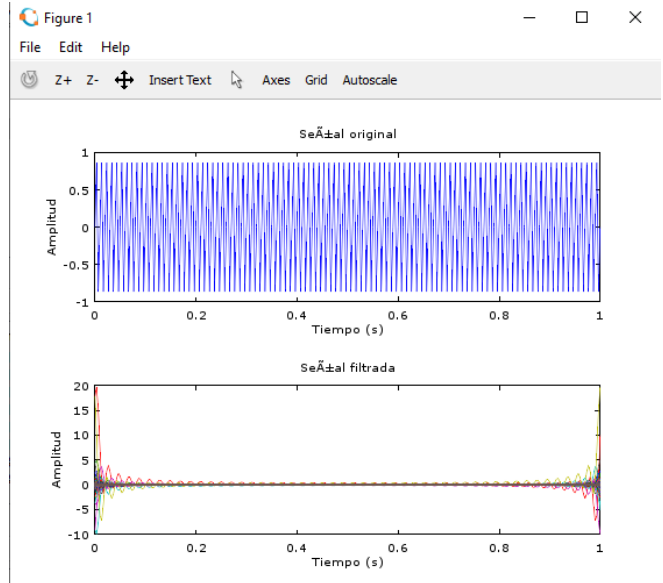 Figure 1
File Edit Help
Z+ Z- Insert Text Axes Grid Autoscale
SeÃ±al original
1
0.5
0
-0.5
-1
Amplitud
0 0.2 0.4 0.6 0.8 1
Tiempo (s)
SeÃ±al filtrada
20
15
10
5
0
-5
-10
Amplitud
0 0.2 0.4 0.6 0.8 1
Tiempo (s)